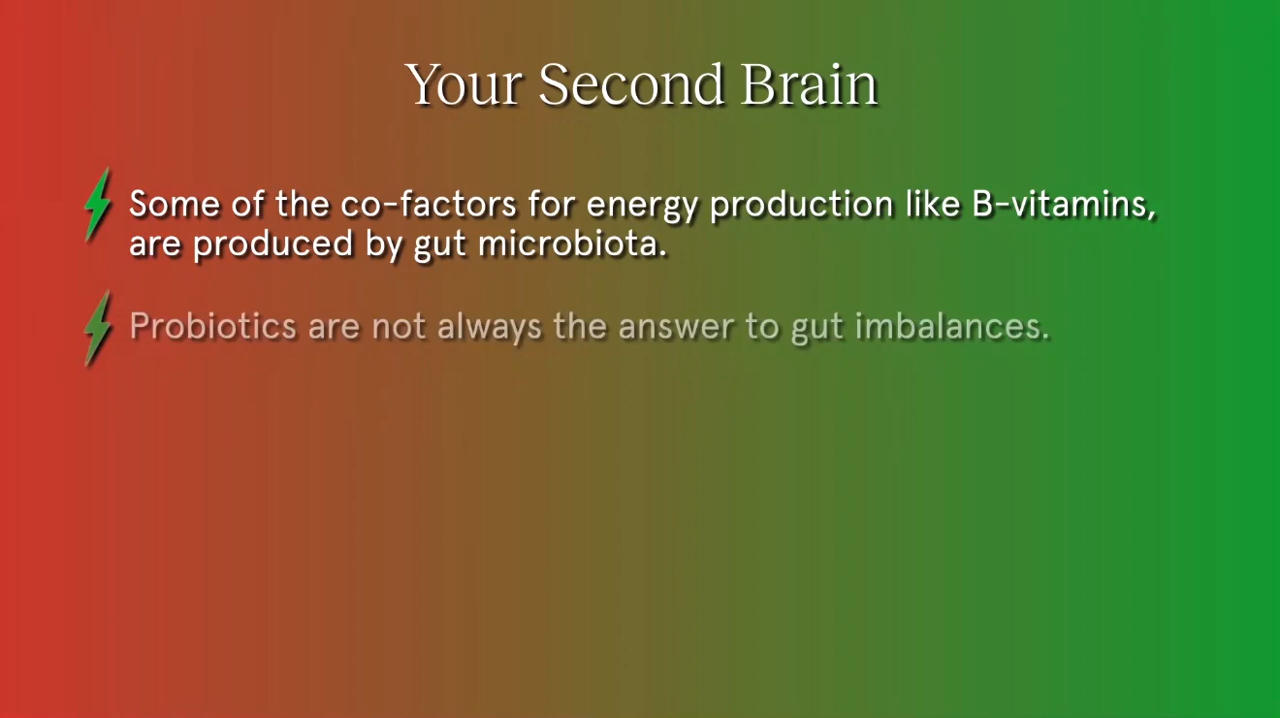 Your Second Brain
Some of the co-factors for energy production like B-vitamins,
are produced by gut microbiota.
Probiotics are not always the answer to gut imbalances.